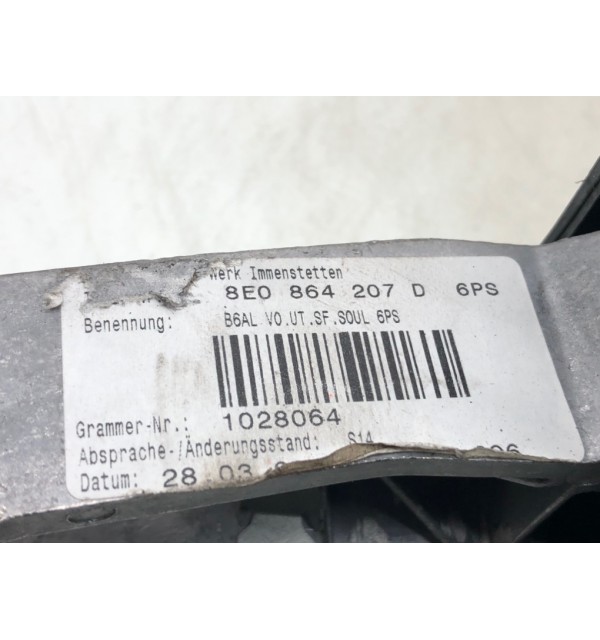 Werk Immenstetten
8E0 864 207 D 6PS
Benennung: B6AL VO.UT.SF.SOUL 6PS
Grammer-Nr.: 1028064
Absprache-/Änderungsstand: S14
Datum: 28 03